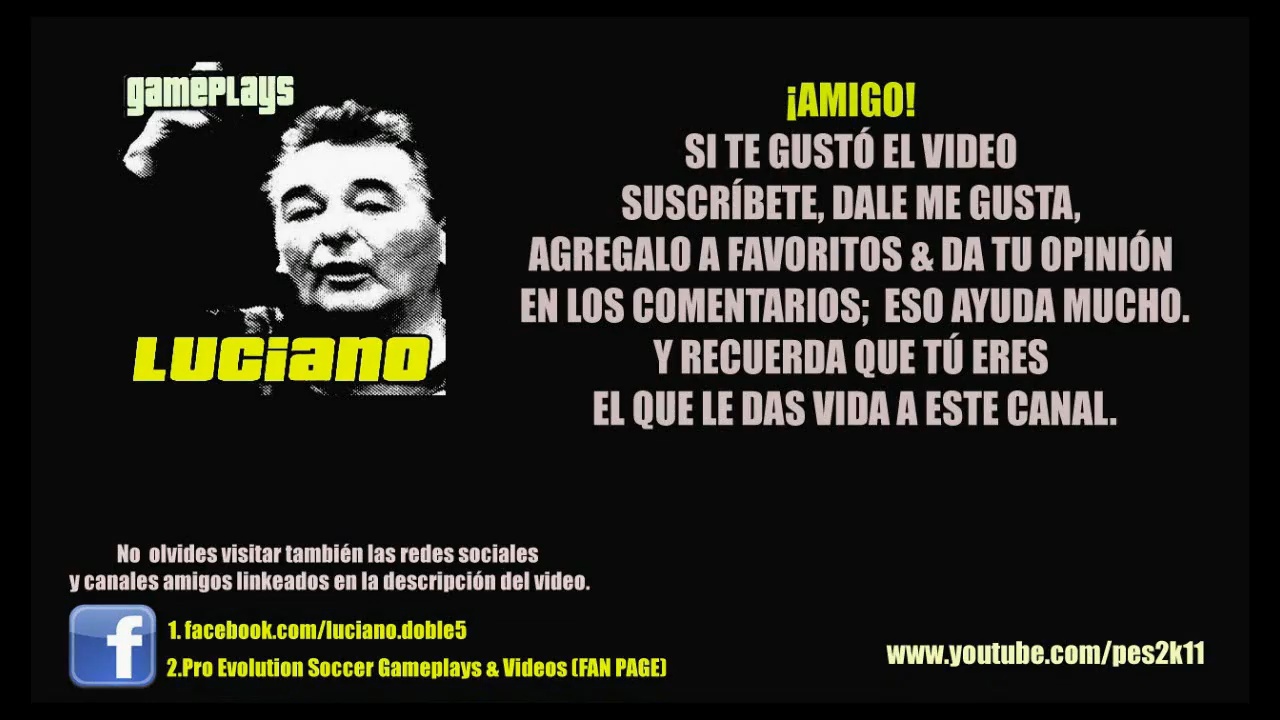 gamePLays
LUciano
¡AMIGO!
SI TE GUSTÓ EL VIDEO
SUSCRÍBETE, DALE ME GUSTA,
AGREGALO A FAVORITOS & DA TU OPINIÓN
EN LOS COMENTARIOS; ESO AYUDA MUCHO.
Y RECUERDA QUE TÚ ERES
EL QUE LE DAS VIDA A ESTE CANAL.
No olvides visitar también las redes sociales
y canales amigos linkeados en la descripción del video.
f
1. facebook.com/luciano.doble5
2.Pro Evolution Soccer Gameplays & Videos (FAN PAGE)
www.youtube.com/pes2k11